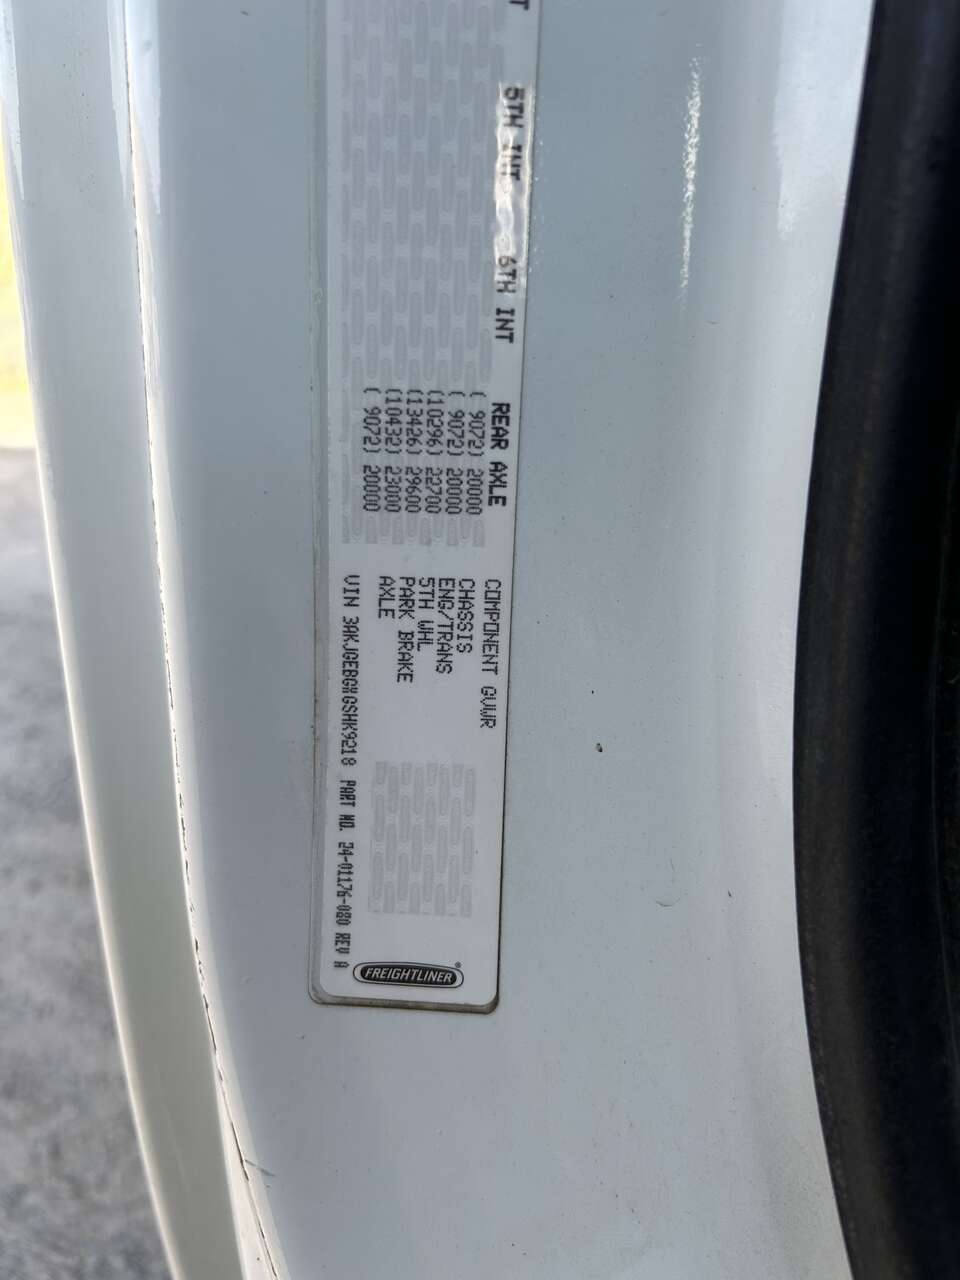 5TH INT 6TH INT REAR AXLE
( 9072) 20000 COMPONENT GVWR
( 9072) 20000 CHASSIS
(10296) 22700 ENG/TRANS
(13426) 29600 5TH WHL
(10432) 23000 PARK BRAKE
( 9072) 20000 AXLE
VIN 3AKJGEBGXGSHK9218 PART NO. 24-01176-080 REV A
FREIGHTLINER®